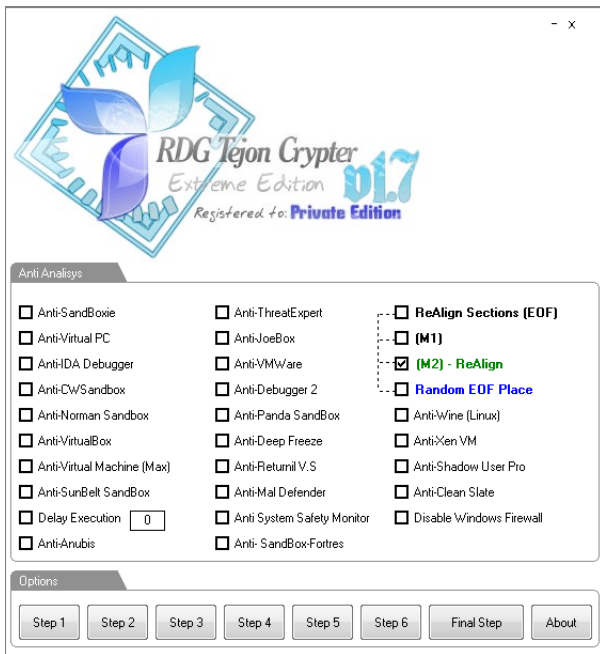 - x
RDG Tejon Crypter
Extreme Edition v1.7
Registered to: Private Edition
Anti Analisys
Anti-SandBoxie Anti-ThreatExpert ReAlign Sections (EOF)
Anti-Virtual PC Anti-JoeBox (M1)
Anti-IDA Debugger Anti-VMWare (M2) - ReAlign
Anti-CWSandbox Anti-Debugger 2 Random EOF Place
Anti-Norman Sandbox Anti-Panda SandBox Anti-Wine (Linux)
Anti-VirtualBox Anti-Deep Freeze Anti-Xen VM
Anti-Virtual Machine (Max) Anti-Returnil V.S Anti-Shadow User Pro
Anti-SunBelt SandBox Anti-Mal Defender Anti-Clean Slate
Delay Execution 0 Anti System Safety Monitor Disable Windows Firewall
Anti-Anubis Anti- SandBox-Fortres
Options
Step 1 Step 2 Step 3 Step 4 Step 5 Step 6 Final Step About